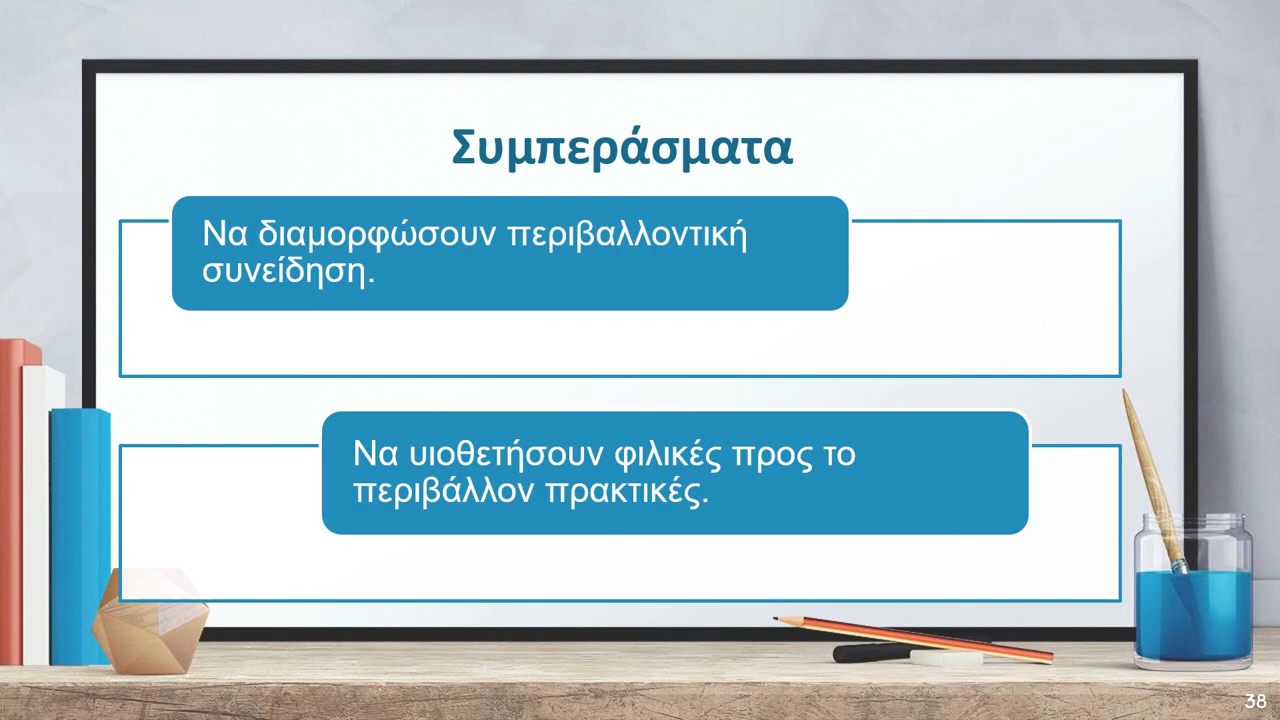 Συμπεράσματα
Να διαμορφώσουν περιβαλλοντική
συνείδηση.
Να υιοθετήσουν φιλικές προς το
περιβάλλον πρακτικές.
38